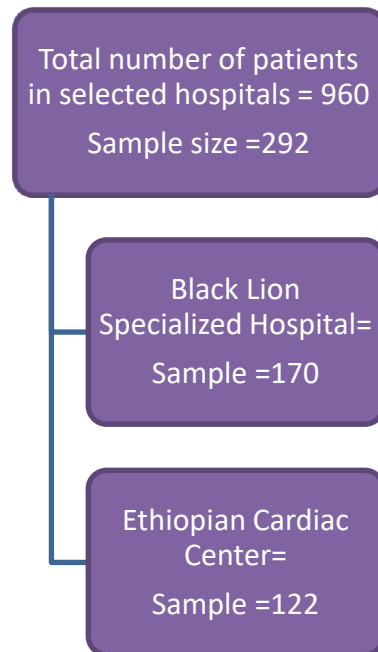 Total number of patients
in selected hospitals = 960
Sample size =292
Black Lion
Specialized Hospital=
Sample =170
Ethiopian Cardiac
Center=
Sample =122